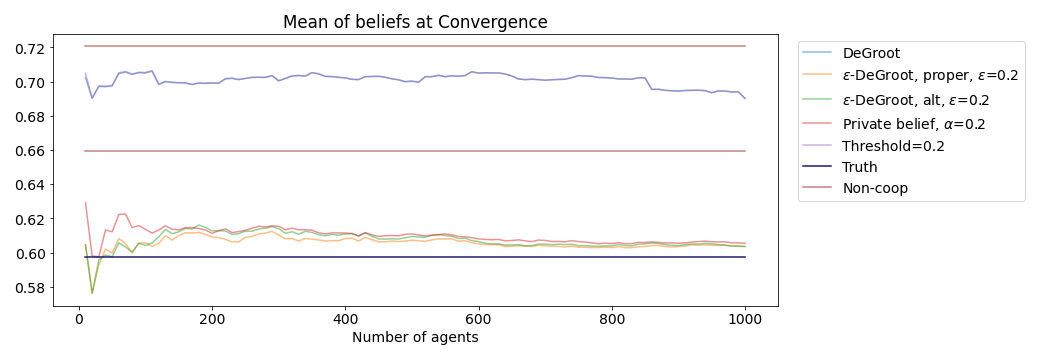 Mean of beliefs at Convergence
0.72
0.70
0.68
0.66
0.64
0.62
0.60
0.58
0
200
400
600
800
1000
Number of agents
DeGroot
ε-DeGroot, proper, ε=0.2
ε-DeGroot, alt, ε=0.2
Private belief, α=0.2
Threshold=0.2
Truth
Non-coop